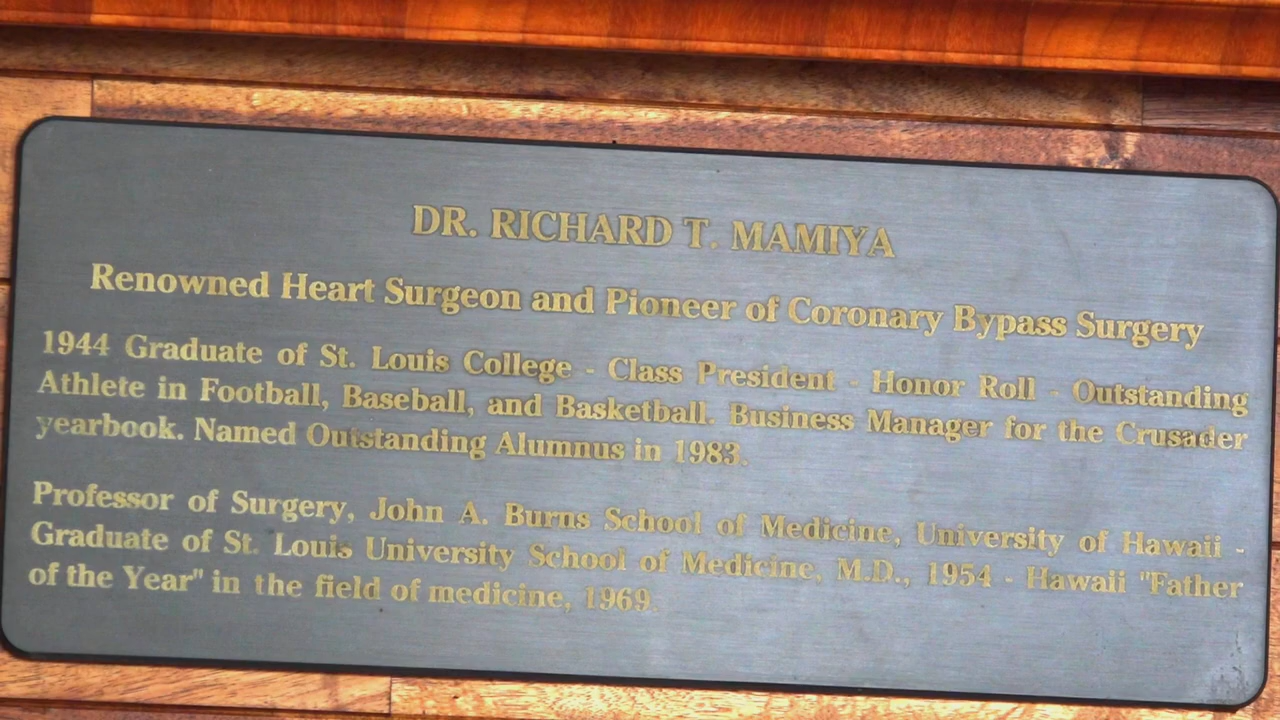 DR. RICHARD T. MAMIYA
Renowned Heart Surgeon and Pioneer of Coronary Bypass Surgery
1944 Graduate of St. Louis College - Class President - Honor Roll - Outstanding
Athlete in Football, Baseball, and Basketball. Business Manager for the Crusader
yearbook. Named Outstanding Alumnus in 1983.
Professor of Surgery, John A. Burns School of Medicine, University of Hawaii -
Graduate of St. Louis University School of Medicine, M.D., 1954 - Hawaii "Father
of the Year" in the field of medicine, 1969.